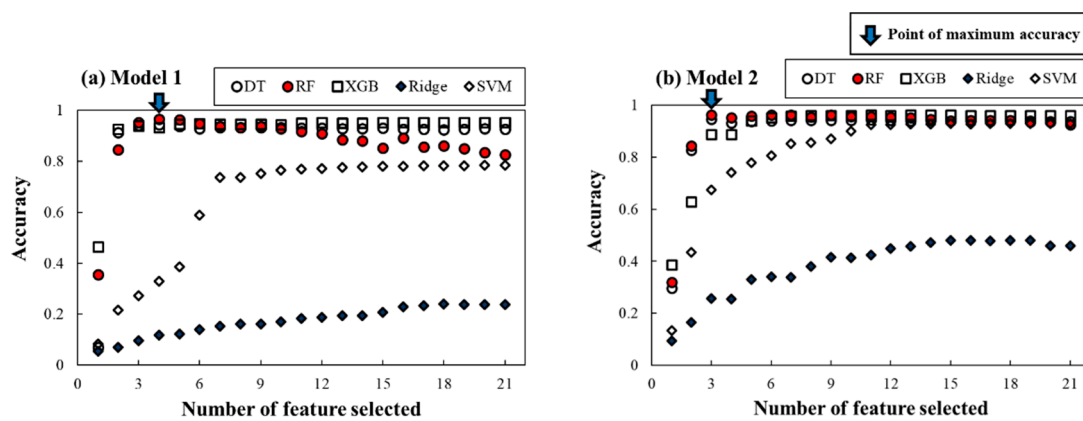 Point of maximum accuracy
(a) Model 1
DT RF XGB Ridge SVM
1
0.8
0.6
0.4
0.2
0
0 3 6 9 12 15 18 21
Accuracy
Number of feature selected
(b) Model 2
DT RF XGB Ridge SVM
1
0.8
0.6
0.4
0.2
0
0 3 6 9 12 15 18 21
Accuracy
Number of feature selected